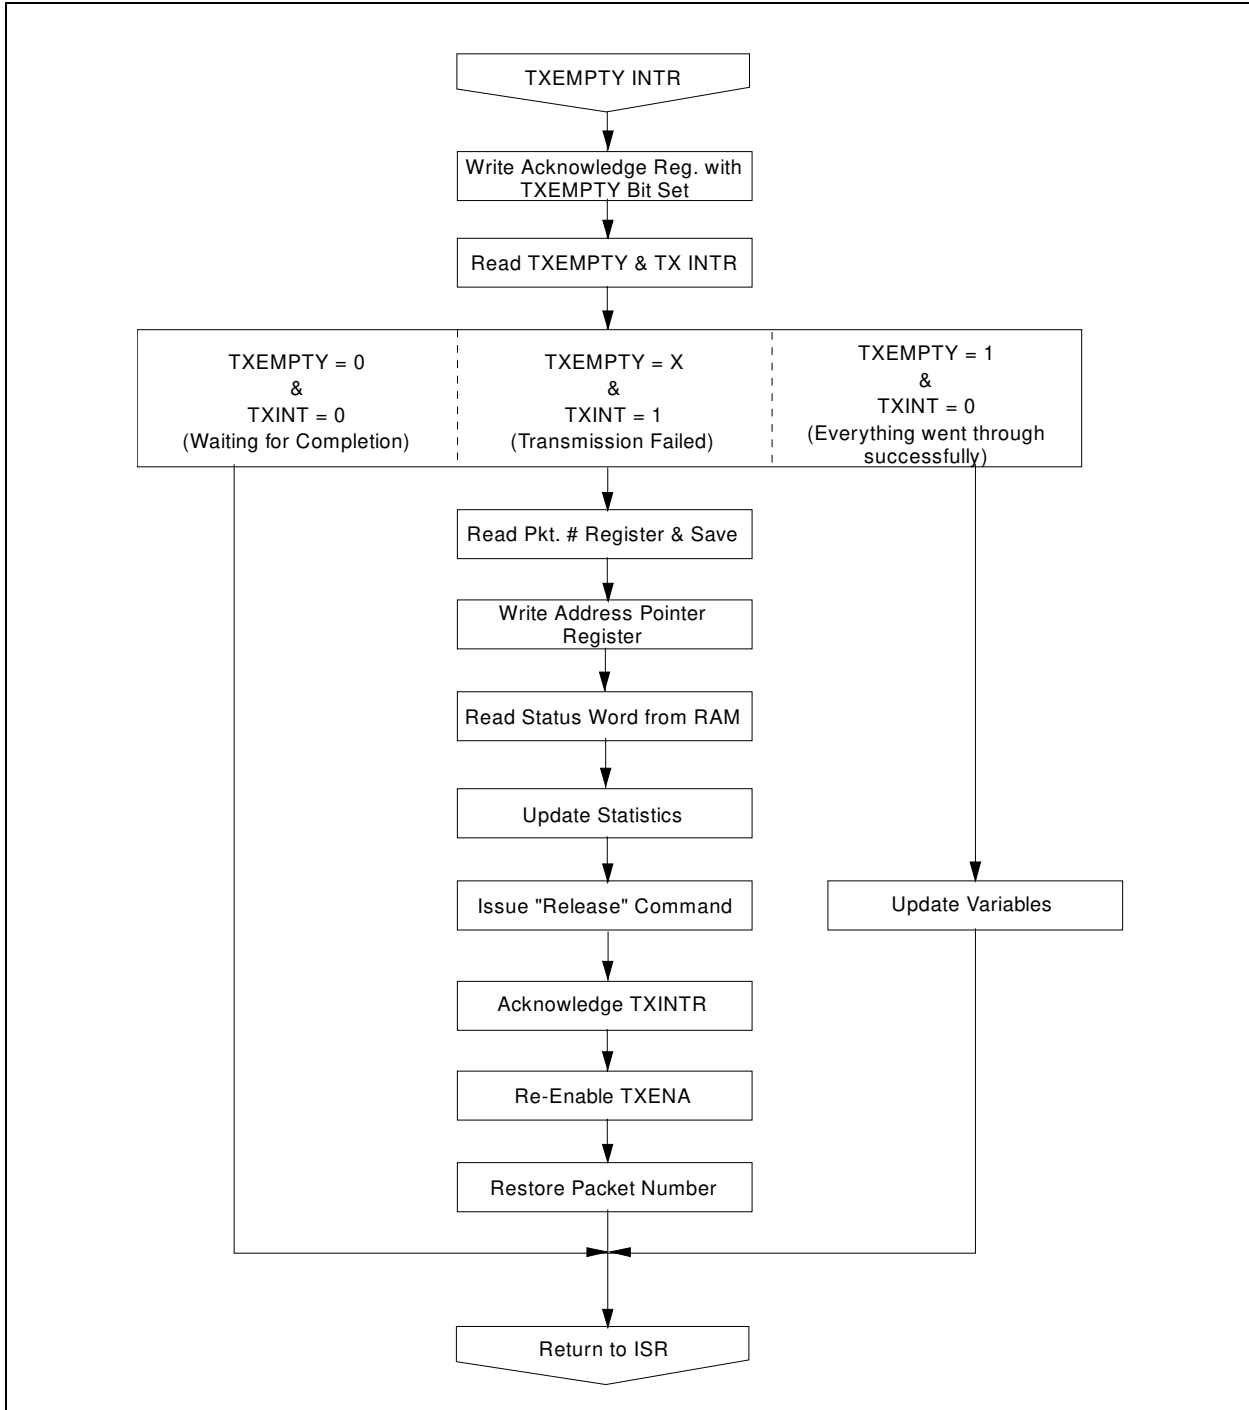 TXEMPTY INTR
Write Acknowledge Reg. with
TXEMPTY Bit Set
Read TXEMPTY & TX INTR
TXEMPTY = 0
&
TXINT = 0
(Waiting for Completion)
TXEMPTY = X
&
TXINT = 1
(Transmission Failed)
TXEMPTY = 1
&
TXINT = 0
(Everything went through
successfully)
Read Pkt. # Register & Save
Write Address Pointer
Register
Read Status Word from RAM
Update Statistics
Issue "Release" Command
Update Variables
Acknowledge TXINTR
Re-Enable TXENA
Restore Packet Number
Return to ISR